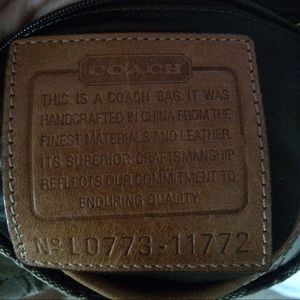 COACH
THIS IS A COACH BAG. IT WAS
HANDCRAFTED IN CHINA FROM THE
FINEST MATERIALS AND LEATHER.
ITS SUPERIOR CRAFTSMANSHIP
REFLECTS OUR COMMITMENT TO
ENDURING QUALITY.
Nº L0773-11772